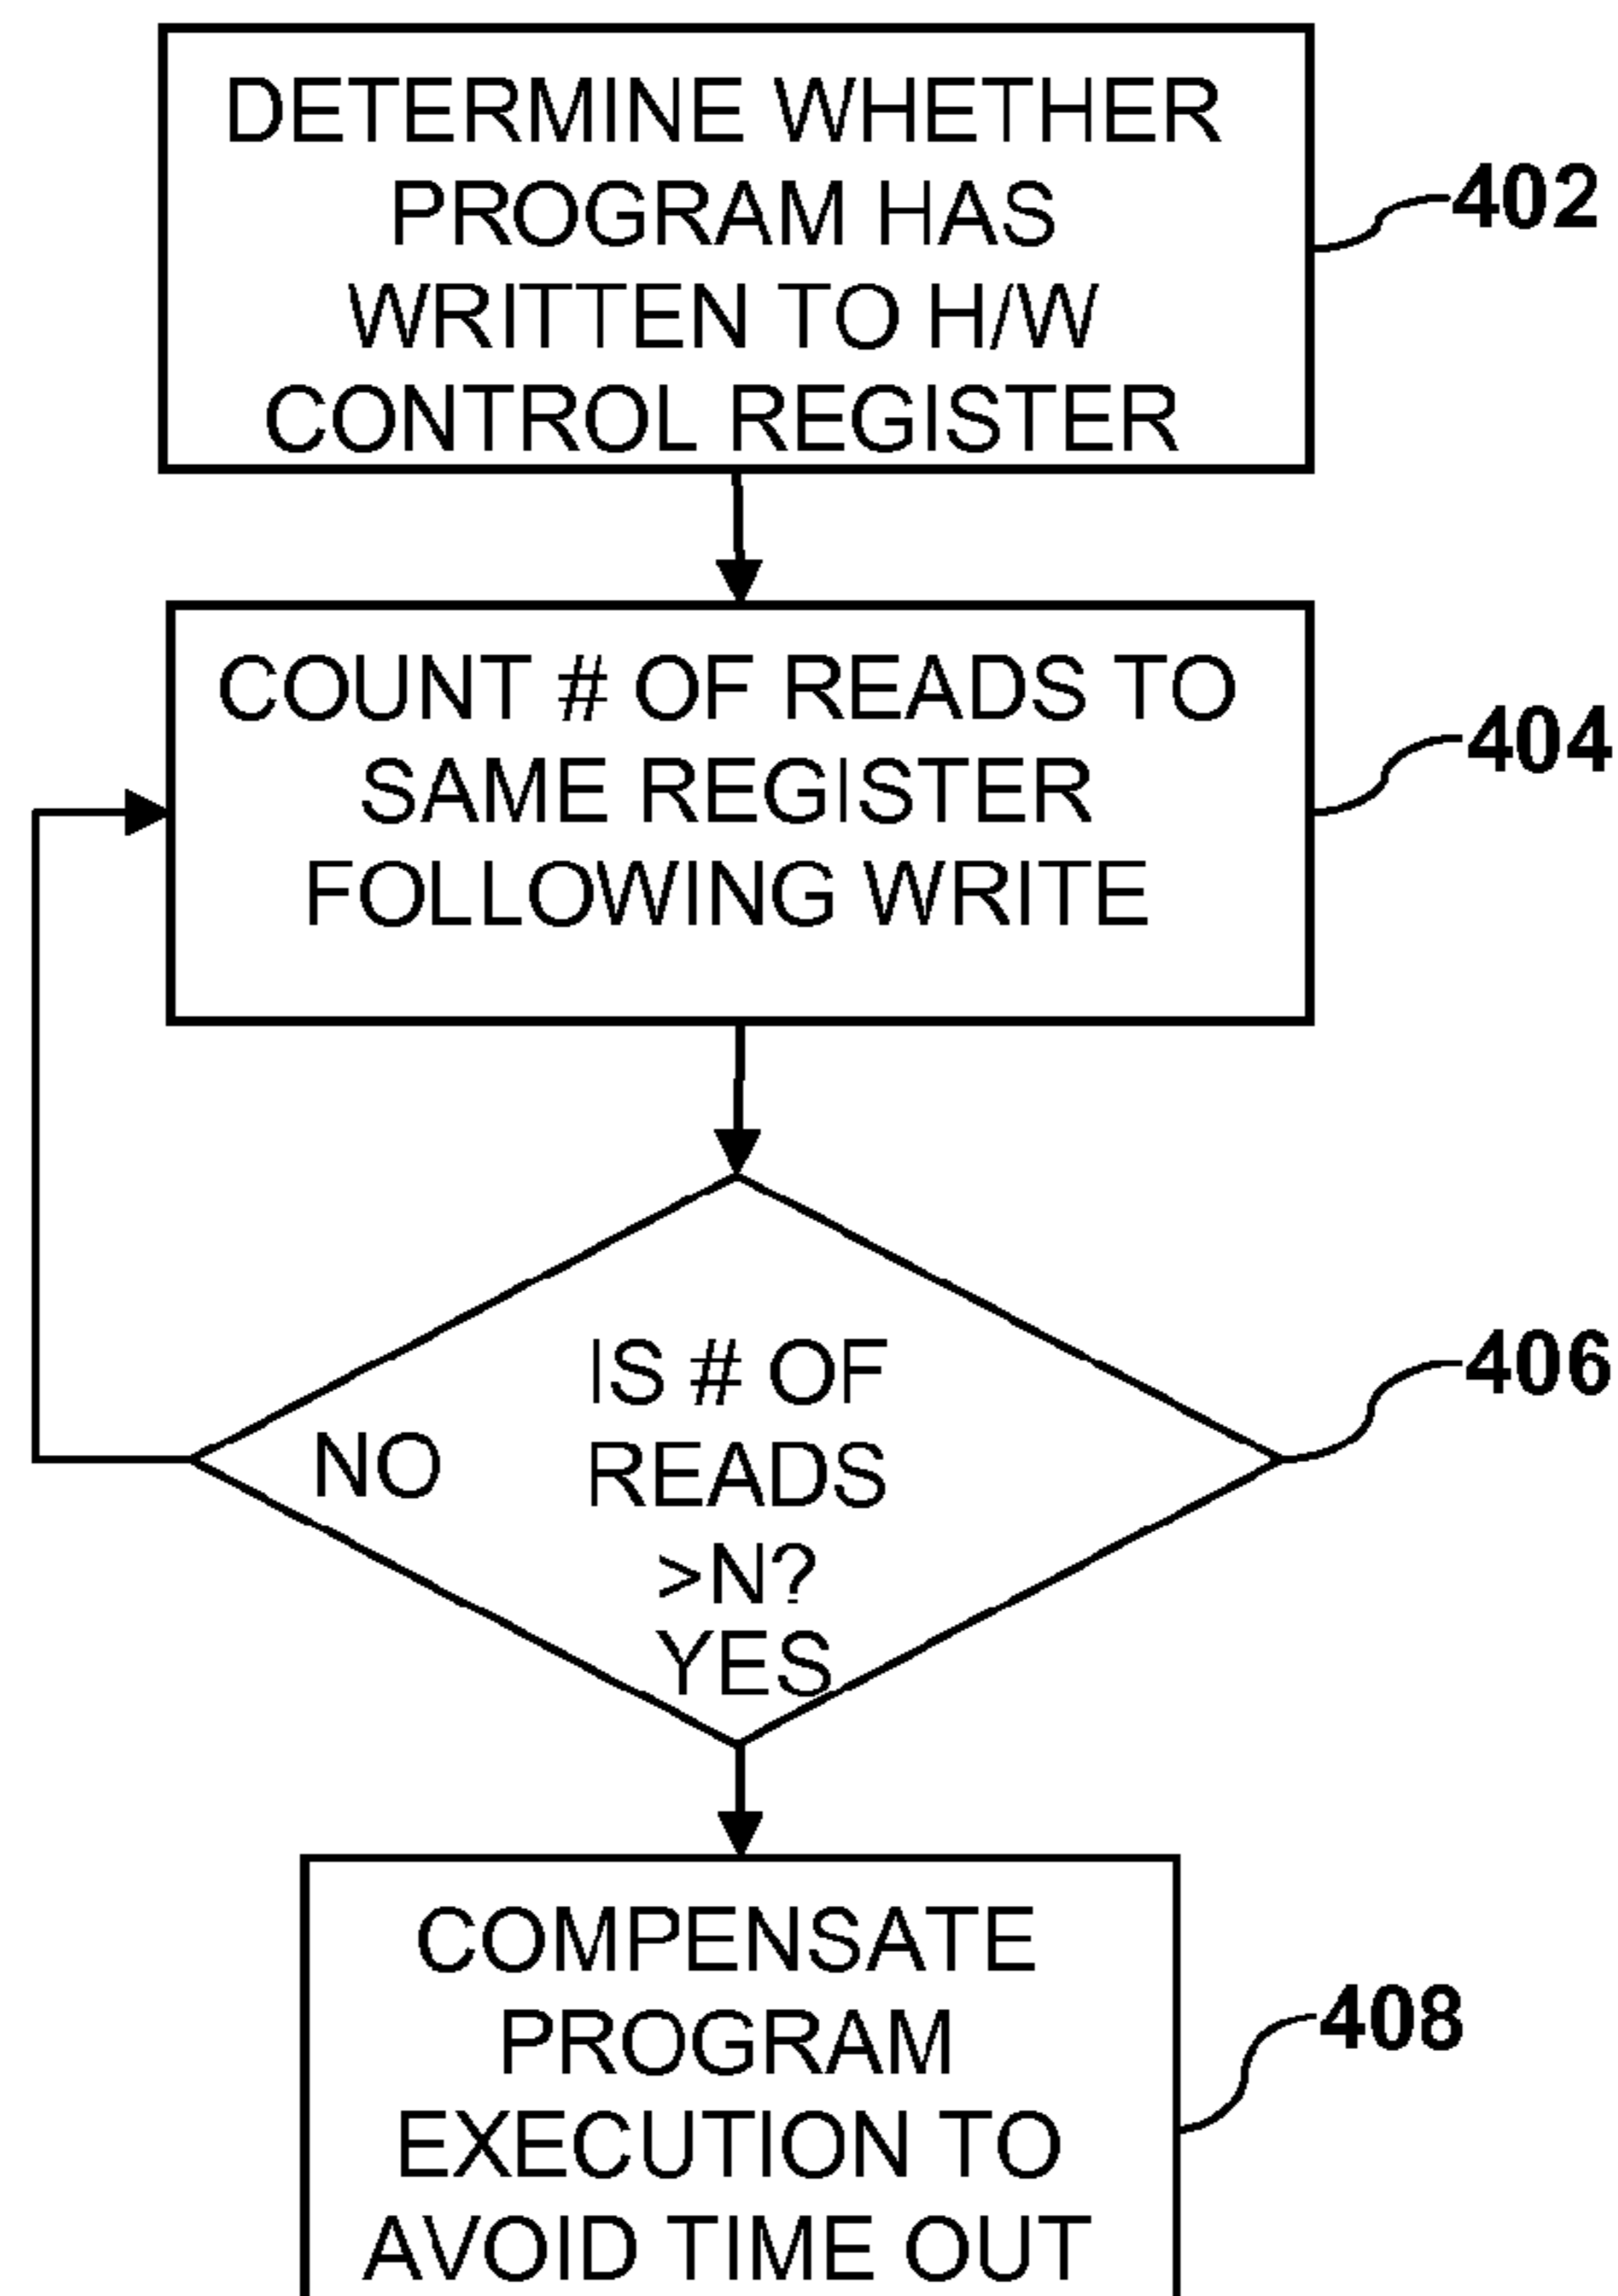 DETERMINE WHETHER
PROGRAM HAS
WRITTEN TO H/W
CONTROL REGISTER
402
COUNT # OF READS TO
SAME REGISTER
FOLLOWING WRITE
404
IS # OF
READS
>N?
NO
YES
406
COMPENSATE
PROGRAM
EXECUTION TO
AVOID TIME OUT
408